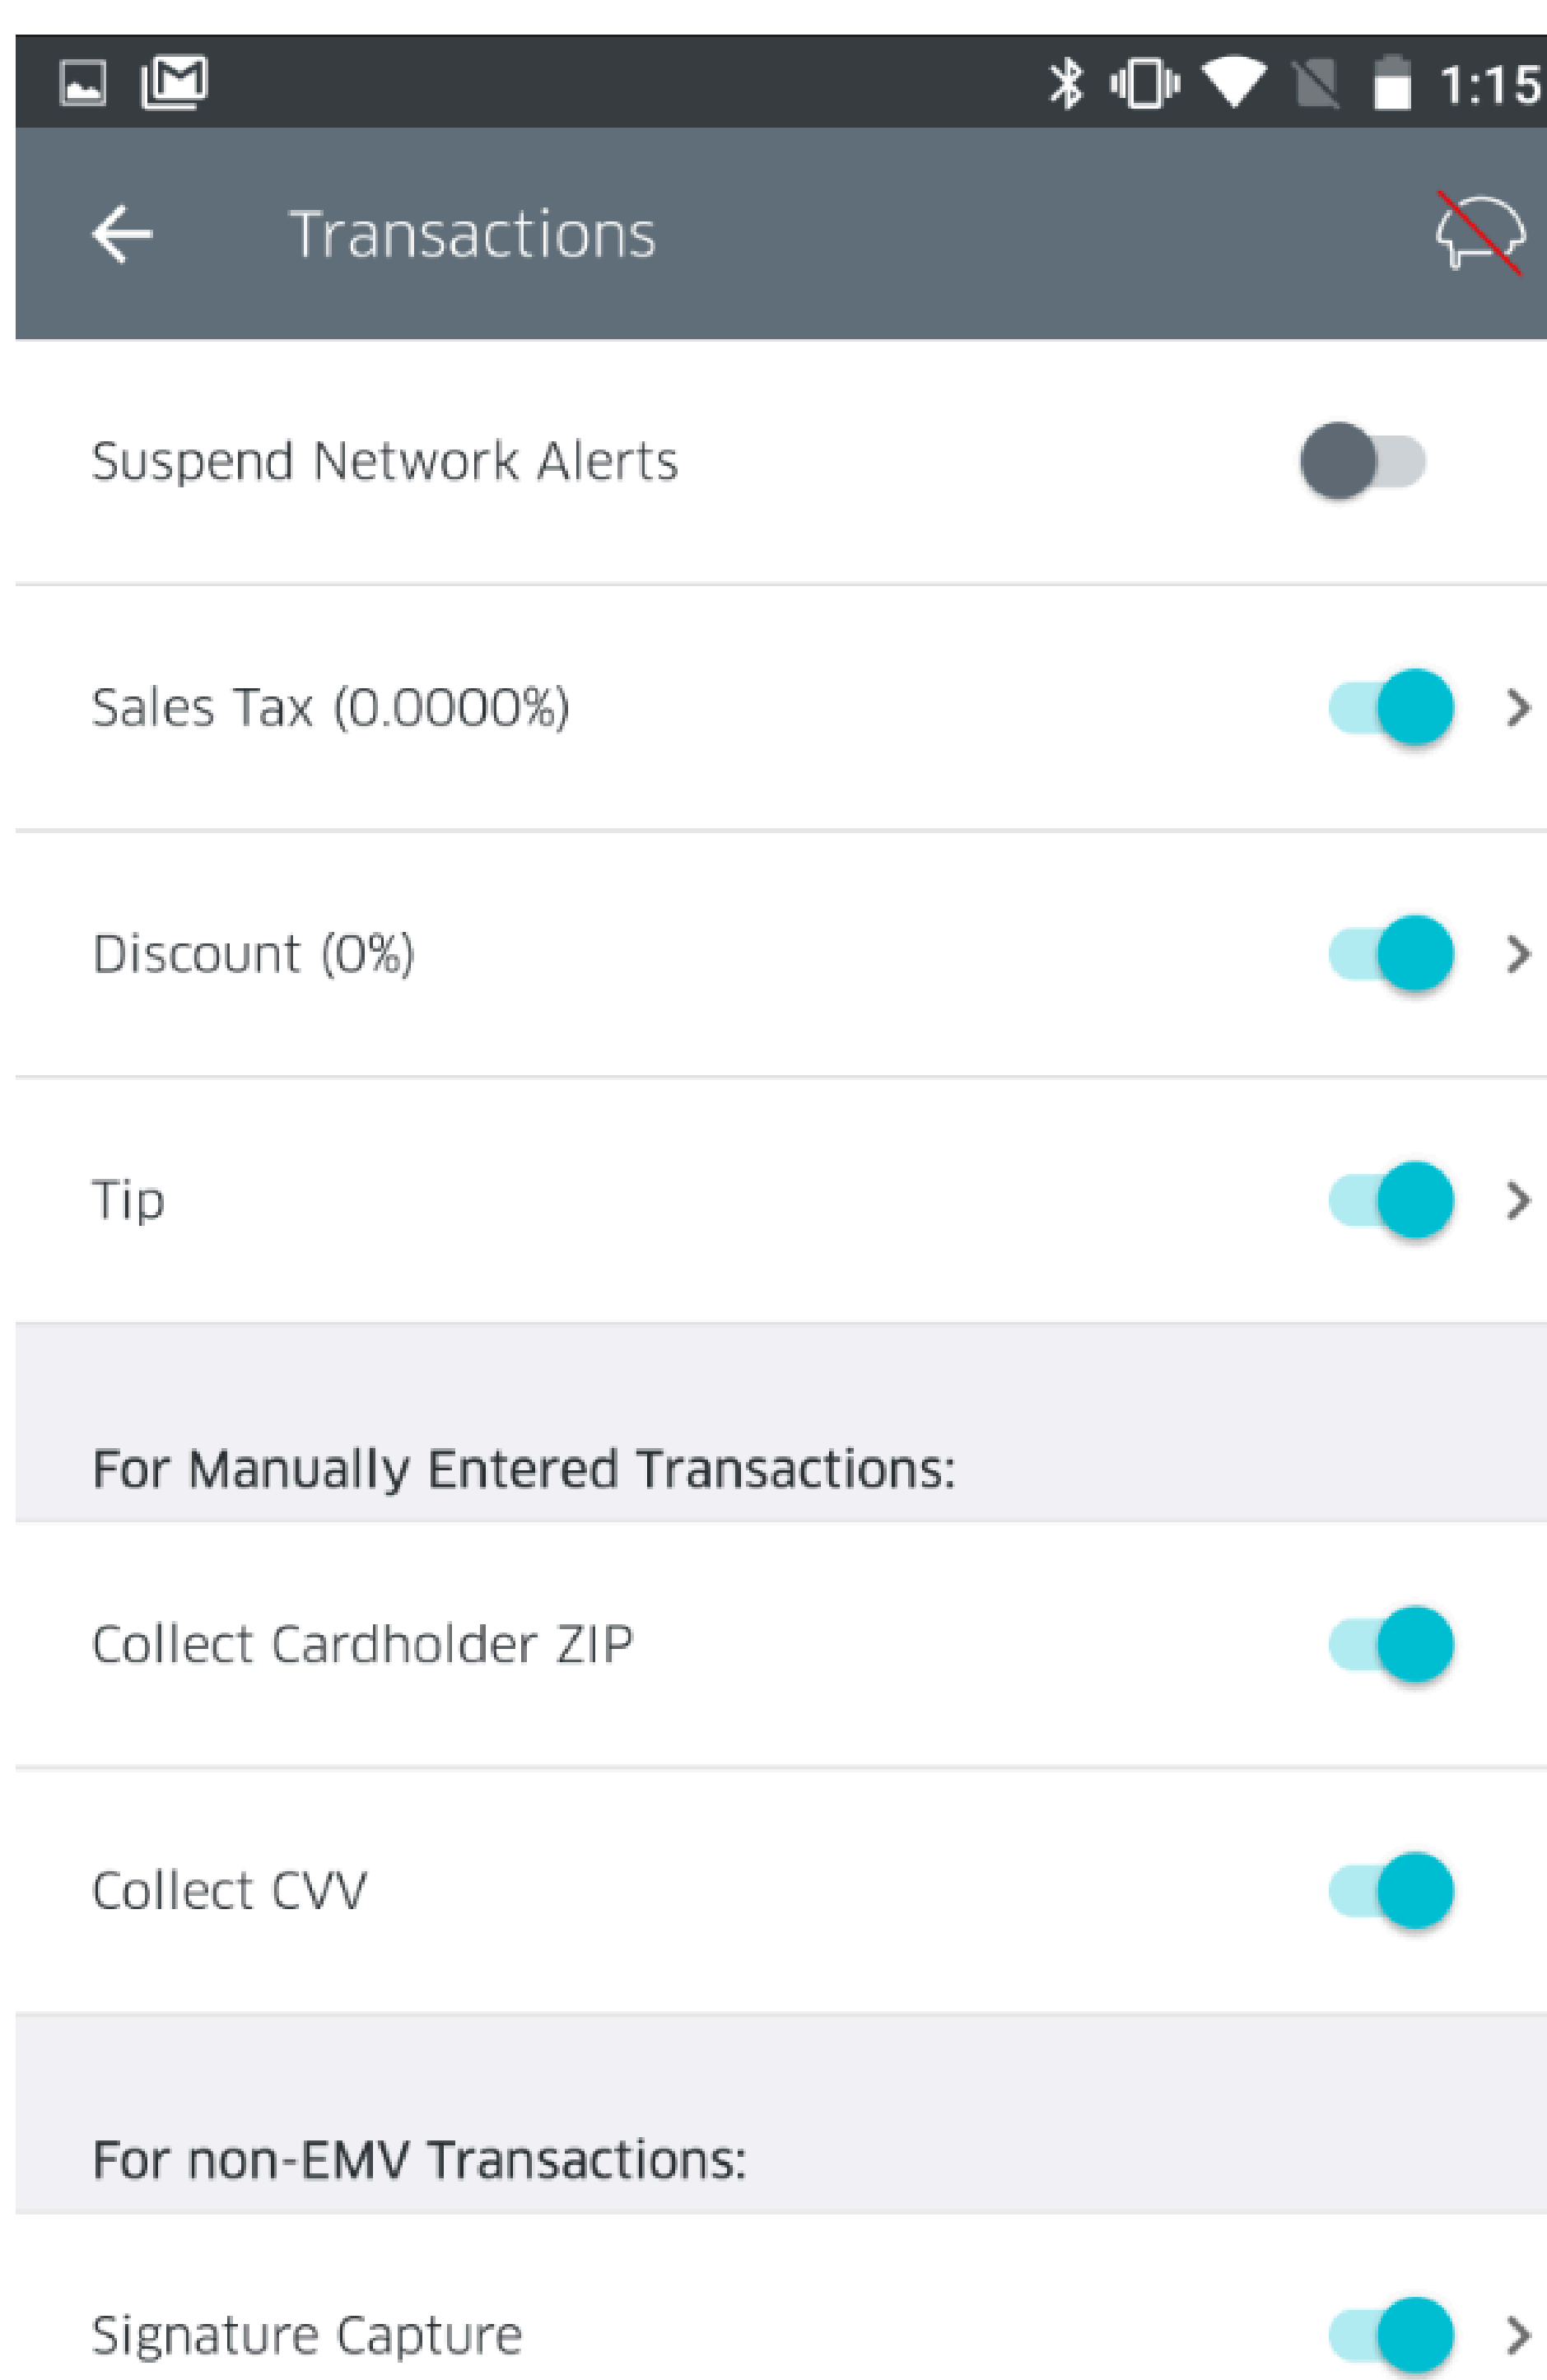 1:15
Transactions
Suspend Network Alerts
Sales Tax (0.0000%)
Discount (0%)
Tip
For Manually Entered Transactions:
Collect Cardholder ZIP
Collect CVV
For non-EMV Transactions:
Signature Capture